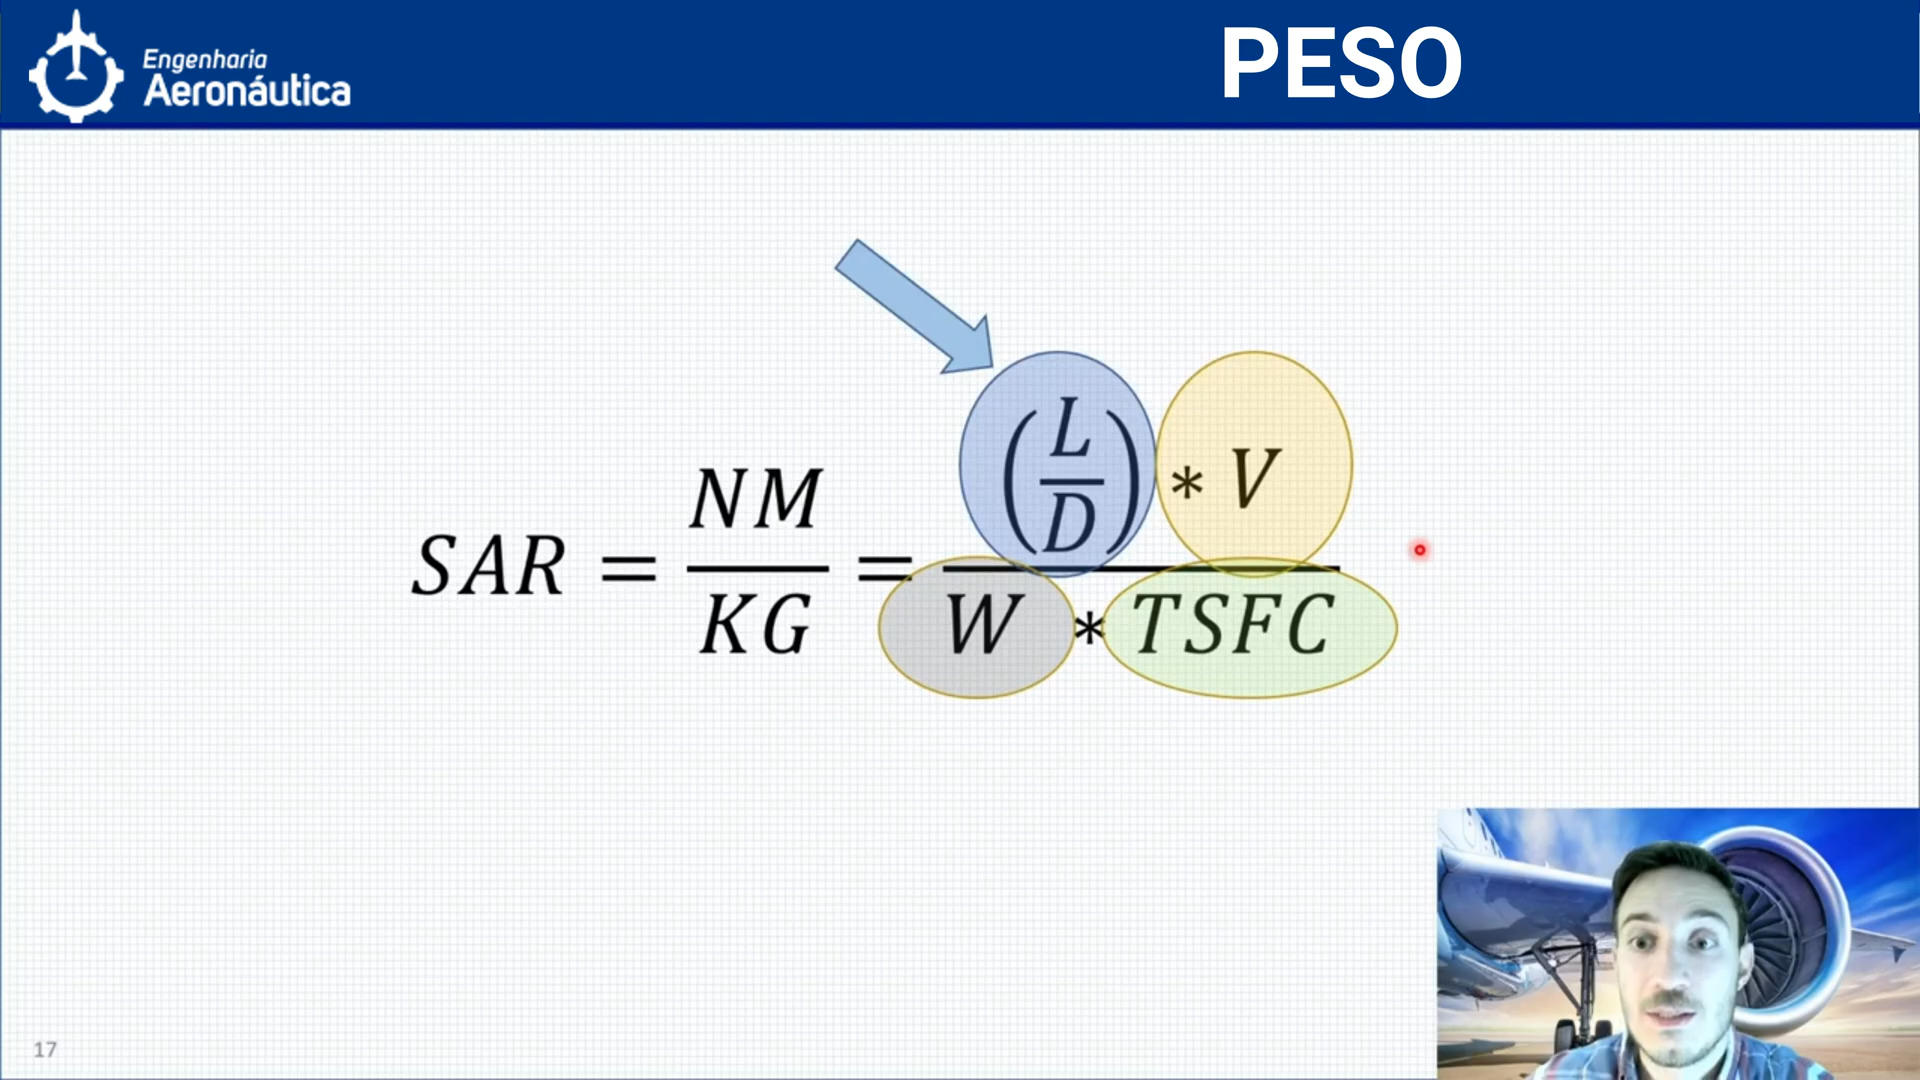 Engenharia
Aeronáutica
PESO
SAR = NM/KG = (L/D) * V / W * TSFC
17